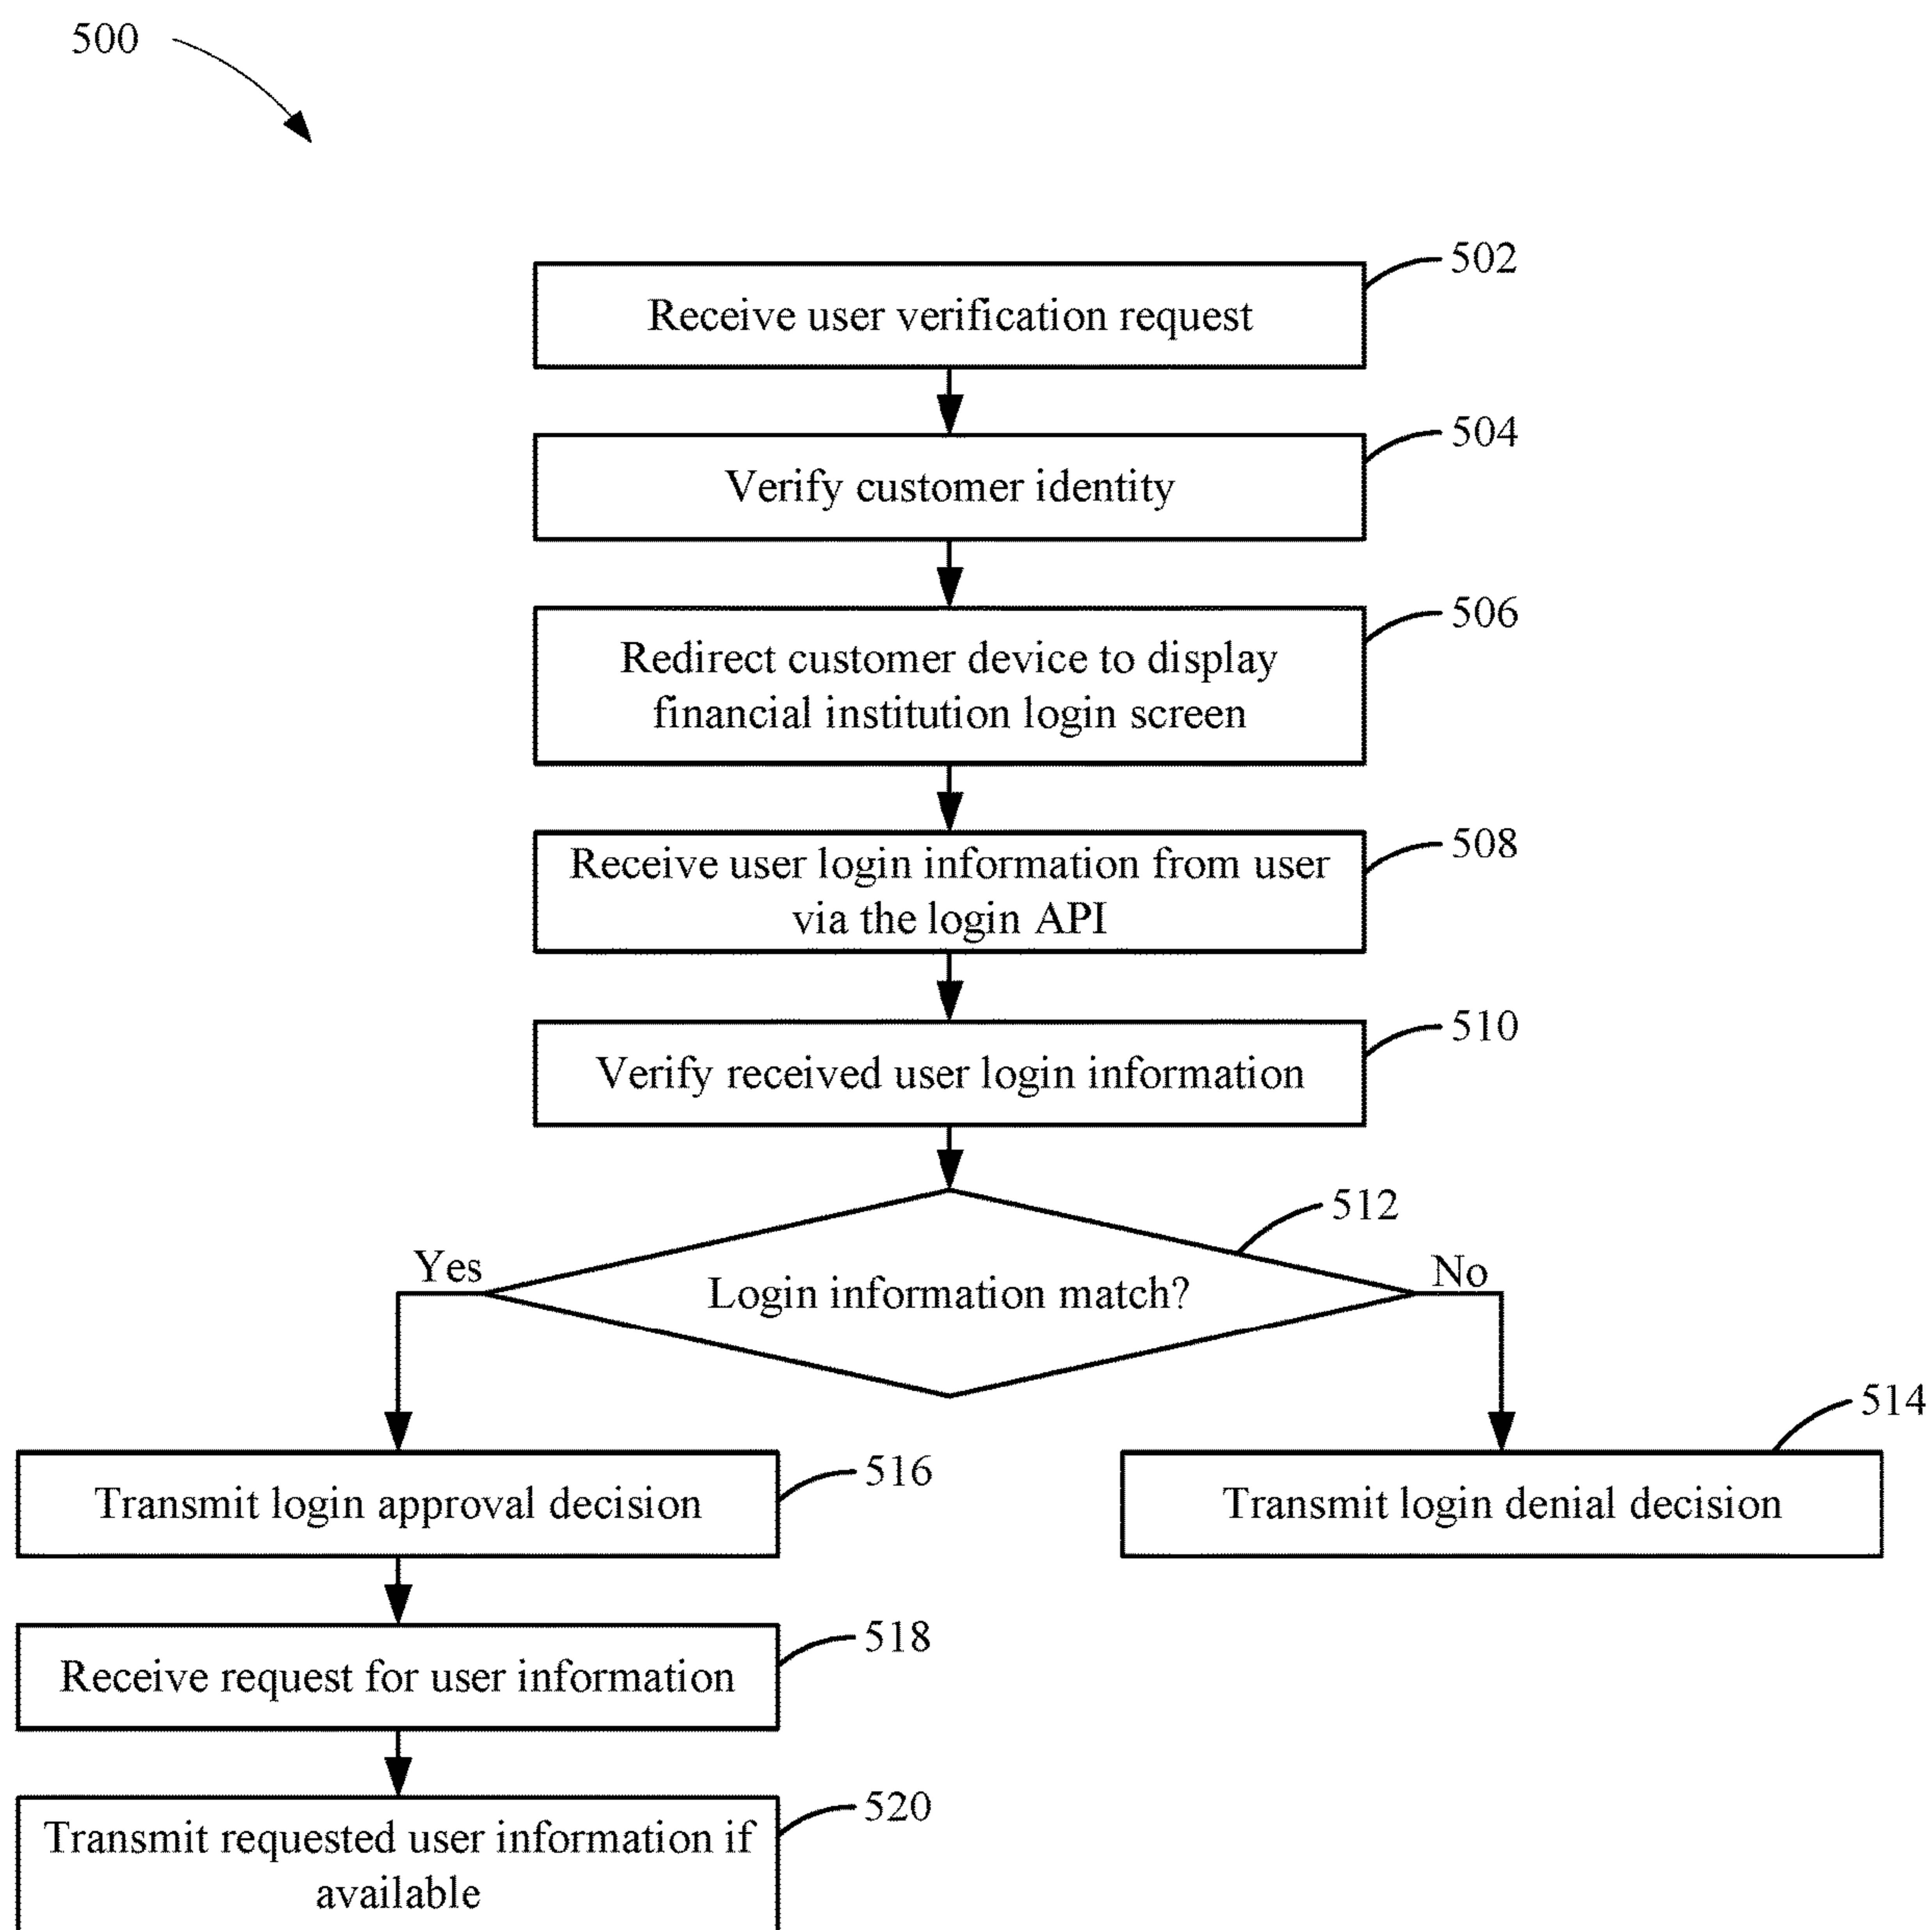 500
502
Receive user verification request
504
Verify customer identity
506
Redirect customer device to display
financial institution login screen
508
Receive user login information from user
via the login API
510
Verify received user login information
512
Yes
Login information match?
No
514
516
Transmit login approval decision
Transmit login denial decision
518
Receive request for user information
520
Transmit requested user information if
available